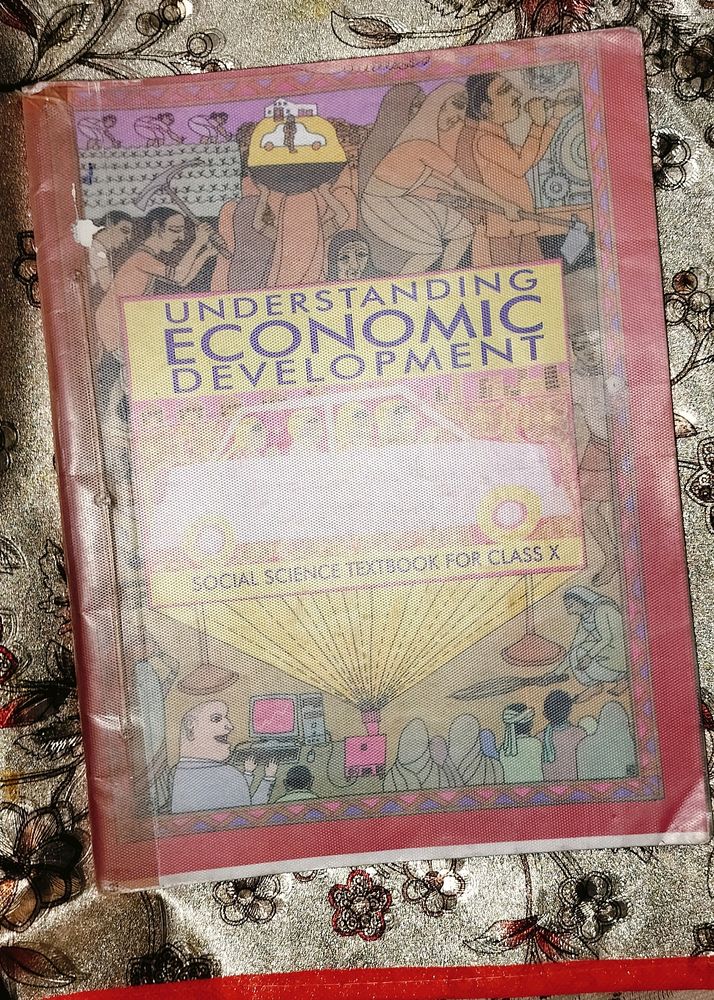 UNDERSTANDING
ECONOMIC
DEVELOPMENT
SOCIAL SCIENCE TEXTBOOK FOR CLASS X